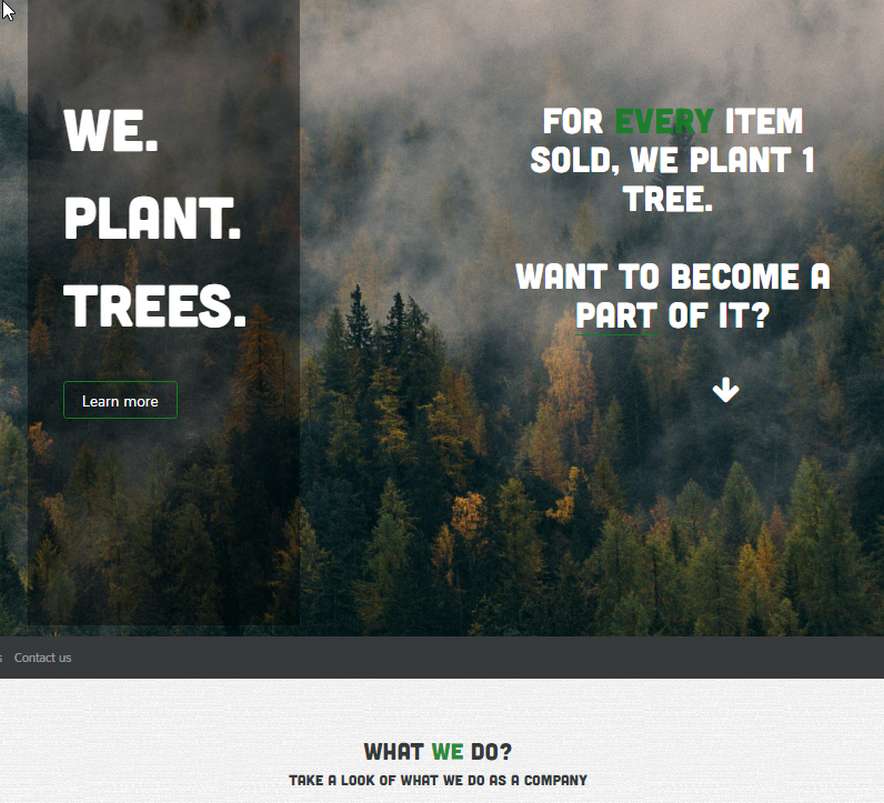 WE.
PLANT.
TREES.
Learn more
FOR EVERY ITEM
SOLD, WE PLANT 1
TREE.
WANT TO BECOME A
PART OF IT?
Contact us
WHAT WE DO?
TAKE A LOOK OF WHAT WE DO AS A COMPANY